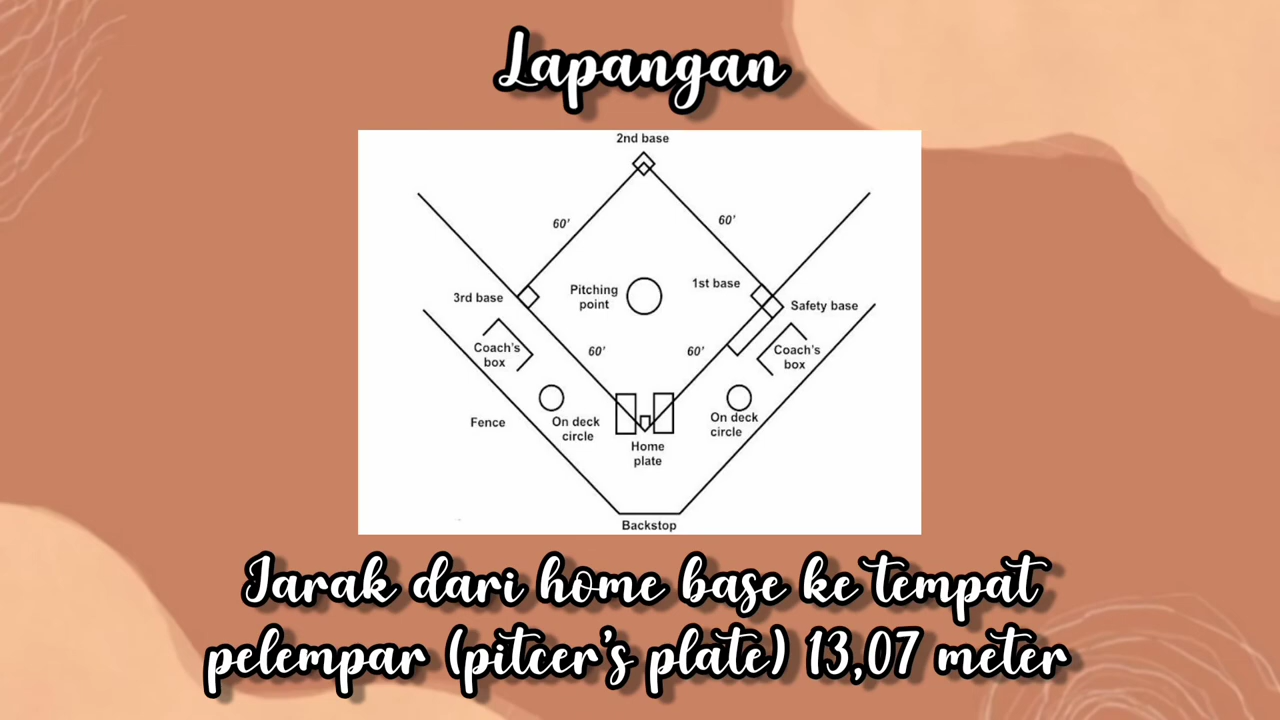 Lapangan
2nd base
60'
60'
Pitching
point
1st base
3rd base
Safety base
Coach's
box
60'
60'
Coach's
box
Fence
On deck
circle
On deck
circle
Home
plate
Backstop
Jarak dari home base ke tempat
pelempar (pitcer's plate) 13,07 meter